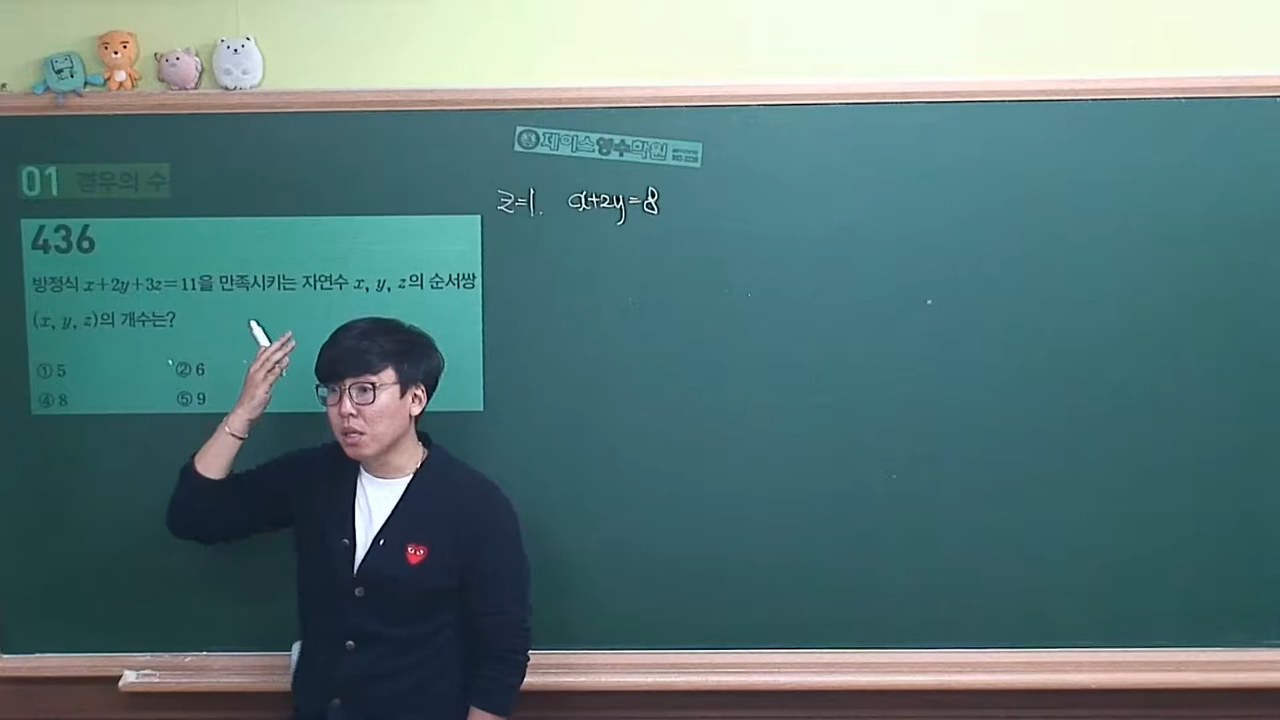 제이스영수학원
01 경우의 수
z=1. x+2y=8
436
방정식 x+2y+3z=11을 만족시키는 자연수 x, y, z의 순서쌍
(x, y, z)의 개수는?
① 5 ② 6
④ 8 ⑤ 9